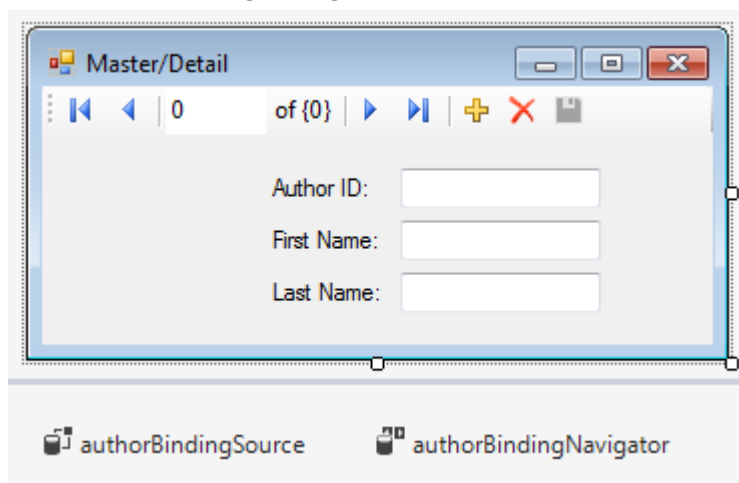 Master/Detail
0 of {0}
Author ID:
First Name:
Last Name:
authorBindingSource authorBindingNavigator